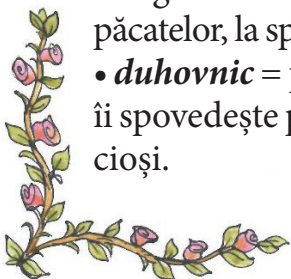 păcatelor, la sp
• duhovnic =
îi spovedește
cioși.